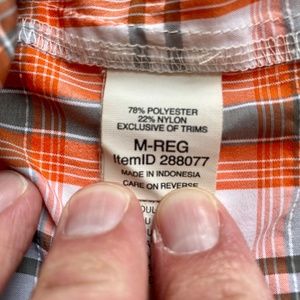 78% POLYESTER
22% NYLON
EXCLUSIVE OF TRIMS
M-REG
ItemID 288077
MADE IN INDONESIA
CARE ON REVERSE